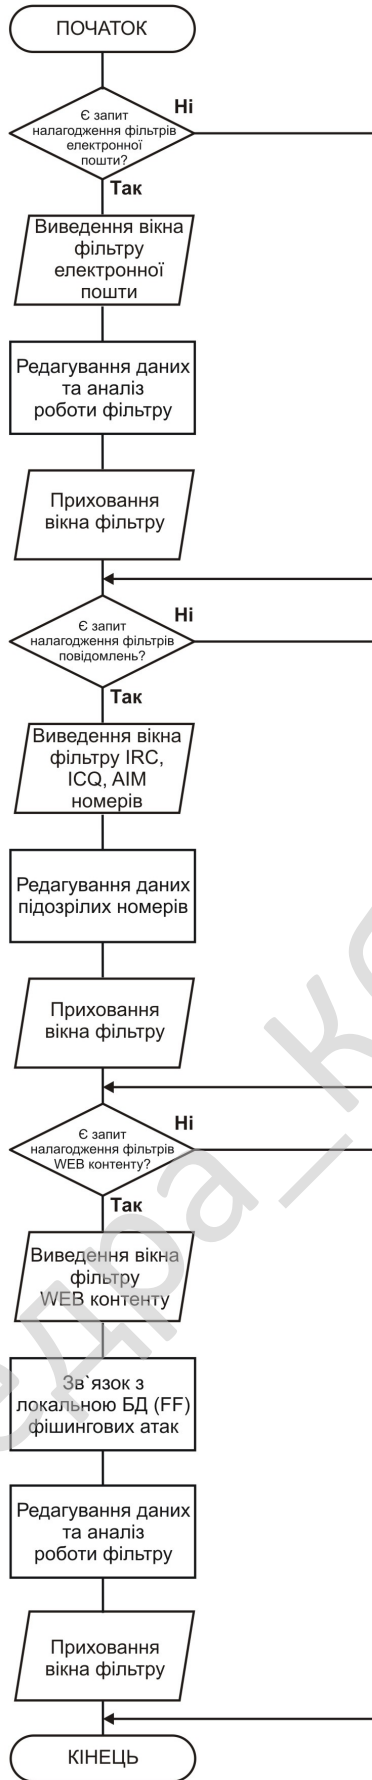 ПОЧАТОК
Є запит
налагодження фільтрів
електронної
пошти?
Ні
Так
Виведення вікна
фільтру
електронної
пошти
Редагування даних
та аналіз
роботи фільтру
Приховання
вікна фільтру
Є запит
налагодження фільтрів
повідомлень?
Ні
Так
Виведення вікна
фільтру IRC,
ICQ, AIM
номерів
Редагування даних
підозрілих номерів
Приховання
вікна фільтру
Є запит
налагодження фільтрів
WEB контенту?
Ні
Так
Виведення вікна
фільтру
WEB контенту
Зв`язок з
локальною БД (FF)
фішингових атак
Редагування даних
та аналіз
роботи фільтру
Приховання
вікна фільтру
КІНЕЦЬ